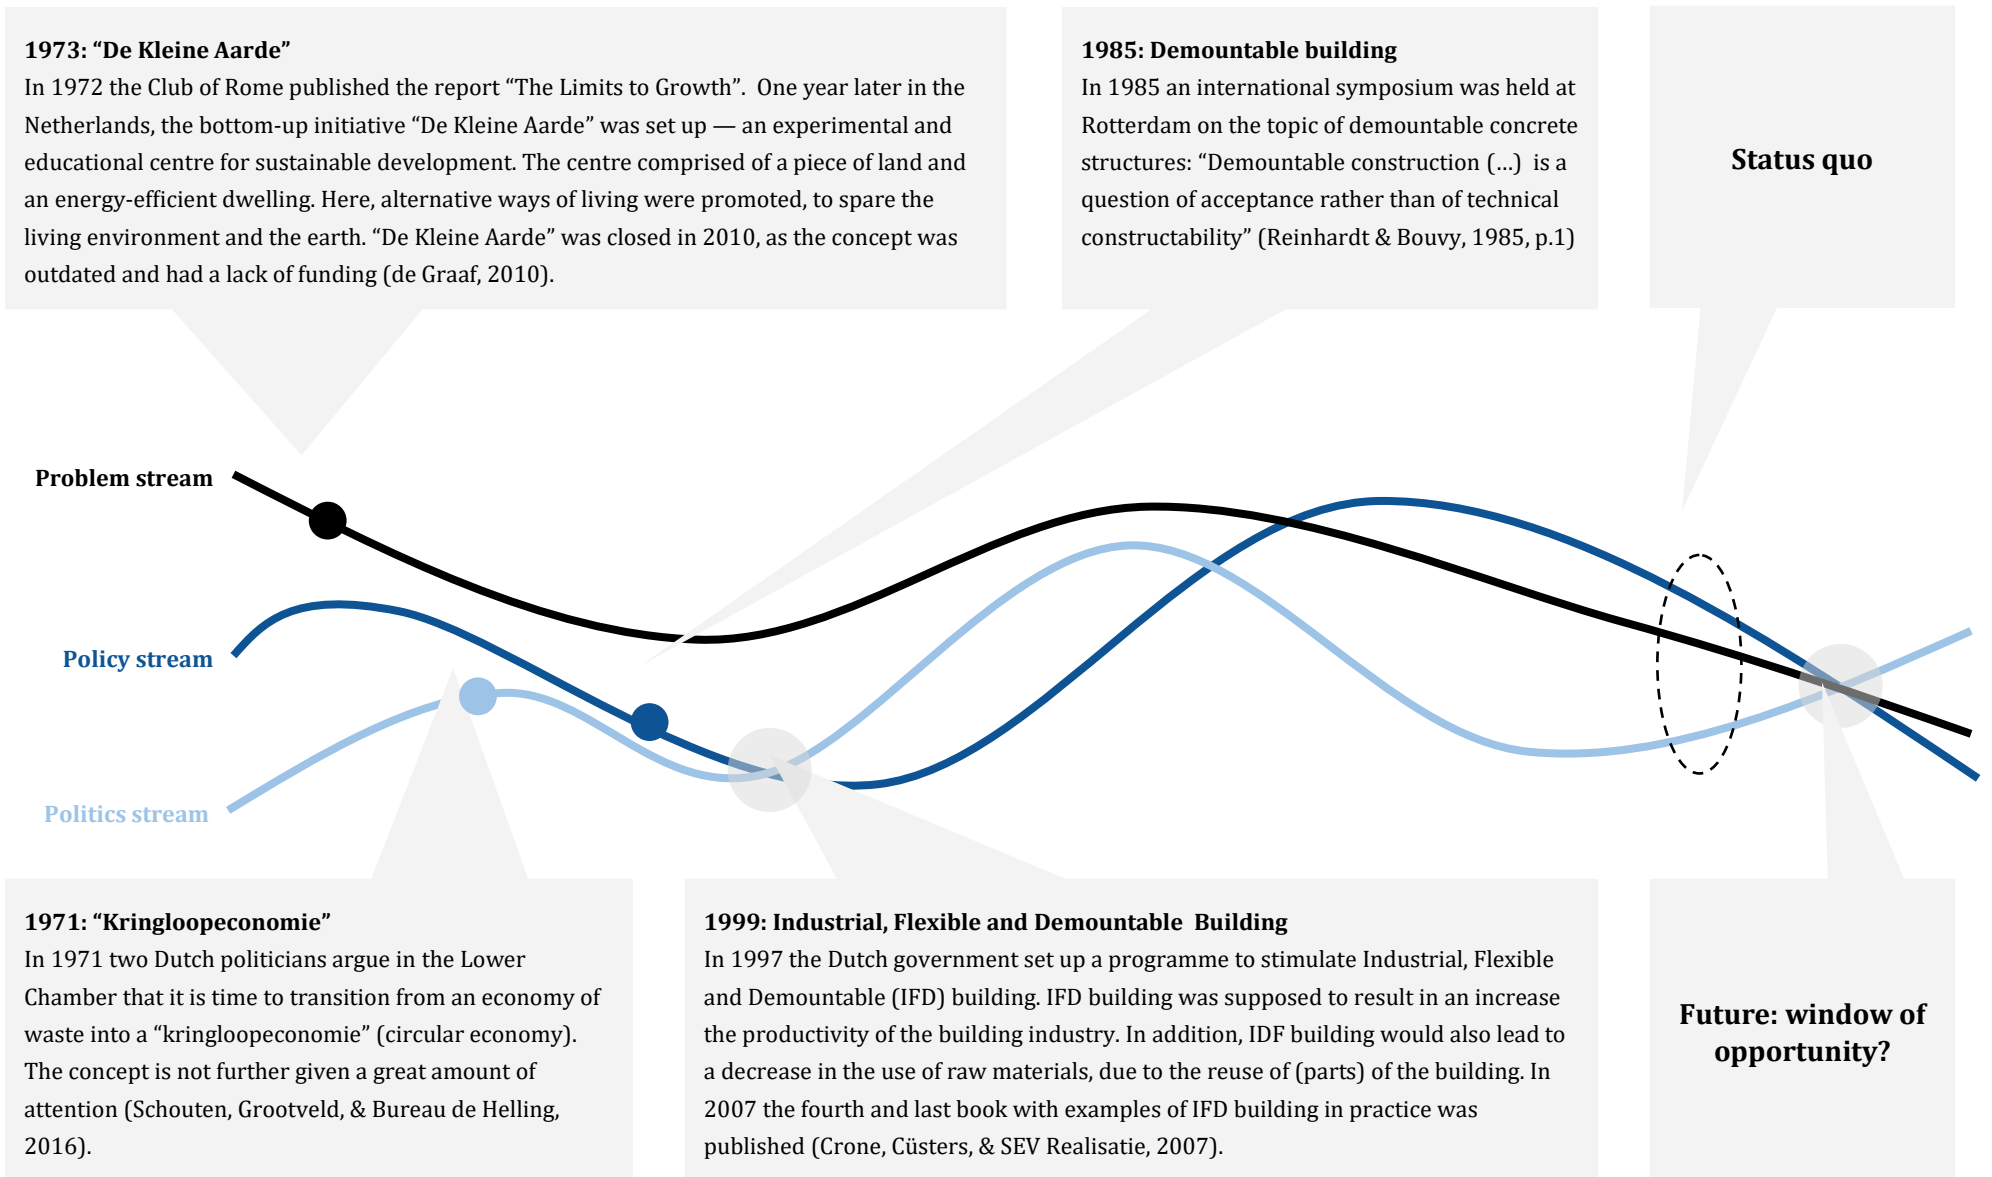 1973: “De Kleine Aarde”
In 1972 the Club of Rome published the report “The Limits to Growth”.  One year later in the
Netherlands, the bottom-up initiative “De Kleine Aarde” was set up — an experimental and
educational centre for sustainable development. The centre comprised of a piece of land and
an energy-efficient dwelling. Here, alternative ways of living were promoted, to spare the
living environment and the earth. “De Kleine Aarde” was closed in 2010, as the concept was
outdated and had a lack of funding (de Graaf, 2010).
1985: Demountable building
In 1985 an international symposium was held at
Rotterdam on the topic of demountable concrete
structures: “Demountable construction (…)  is a
question of acceptance rather than of technical
constructability” (Reinhardt & Bouvy, 1985, p.1)
Status quo
Problem stream
Policy stream
Politics stream
1971: “Kringloopeconomie”
In 1971 two Dutch politicians argue in the Lower
Chamber that it is time to transition from an economy of
waste into a “kringloopeconomie” (circular economy).
The concept is not further given a great amount of
attention (Schouten, Grootveld, & Bureau de Helling,
2016).
1999: Industrial, Flexible and Demountable  Building
In 1997 the Dutch government set up a programme to stimulate Industrial, Flexible
and Demountable (IFD) building. IFD building was supposed to result in an increase
the productivity of the building industry. In addition, IDF building would also lead to
a decrease in the use of raw materials, due to the reuse of (parts) of the building. In
2007 the fourth and last book with examples of IFD building in practice was
published (Crone, Cüsters, & SEV Realisatie, 2007).
Future: window of
opportunity?